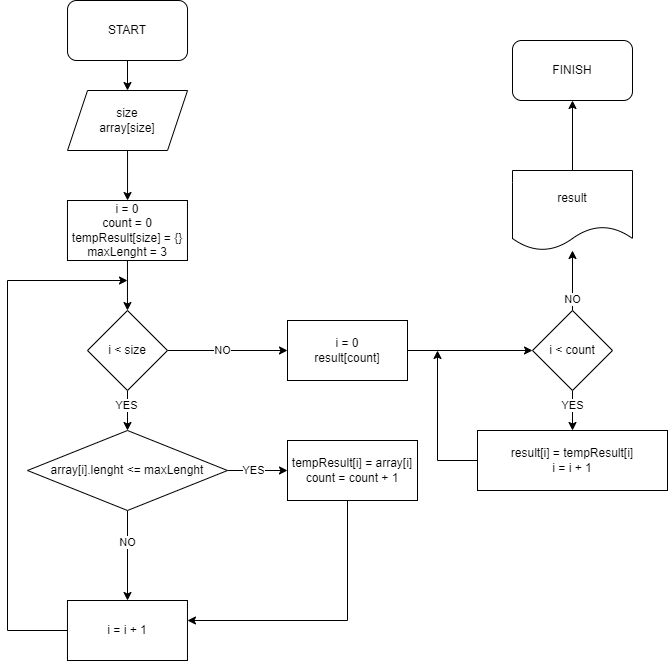 START
size
array[size]
i = 0
count = 0
tempResult[size] = {}
maxLenght = 3
i < size
NO
YES
array[i].lenght <= maxLenght
YES
tempResult[i] = array[i]
count = count + 1
NO
i = i + 1
i = 0
result[count]
i < count
YES
result[i] = tempResult[i]
i = i + 1
NO
result
FINISH